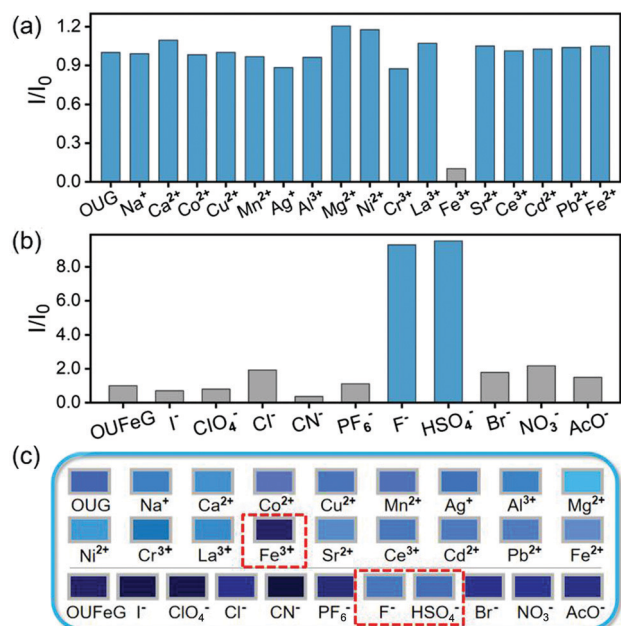 (a)
I/I₀
1.2
0.9
0.6
0.3
0.0
OUG Na⁺ Ca²⁺ Co²⁺ Cu²⁺ Mn²⁺ Ag⁺ Al³⁺ Mg²⁺ Ni²⁺ Cr³⁺ La³⁺ Fe³⁺ Sr²⁺ Ce³⁺ Cd²⁺ Pb²⁺ Fe²⁺
(b)
I/I₀
8.0
6.0
4.0
2.0
0.0
OUFeG I⁻ ClO₄⁻ Cl⁻ CN⁻ PF₆⁻ F⁻ HSO₄⁻ Br⁻ NO₃⁻ AcO⁻
(c)
OUG Na⁺ Ca²⁺ Co²⁺ Cu²⁺ Mn²⁺ Ag⁺ Al³⁺ Mg²⁺
Ni²⁺ Cr³⁺ La³⁺ Fe³⁺ Sr²⁺ Ce³⁺ Cd²⁺ Pb²⁺ Fe²⁺
OUFeG I⁻ ClO₄⁻ Cl⁻ CN⁻ PF₆⁻ F⁻ HSO₄⁻ Br⁻ NO₃⁻ AcO⁻